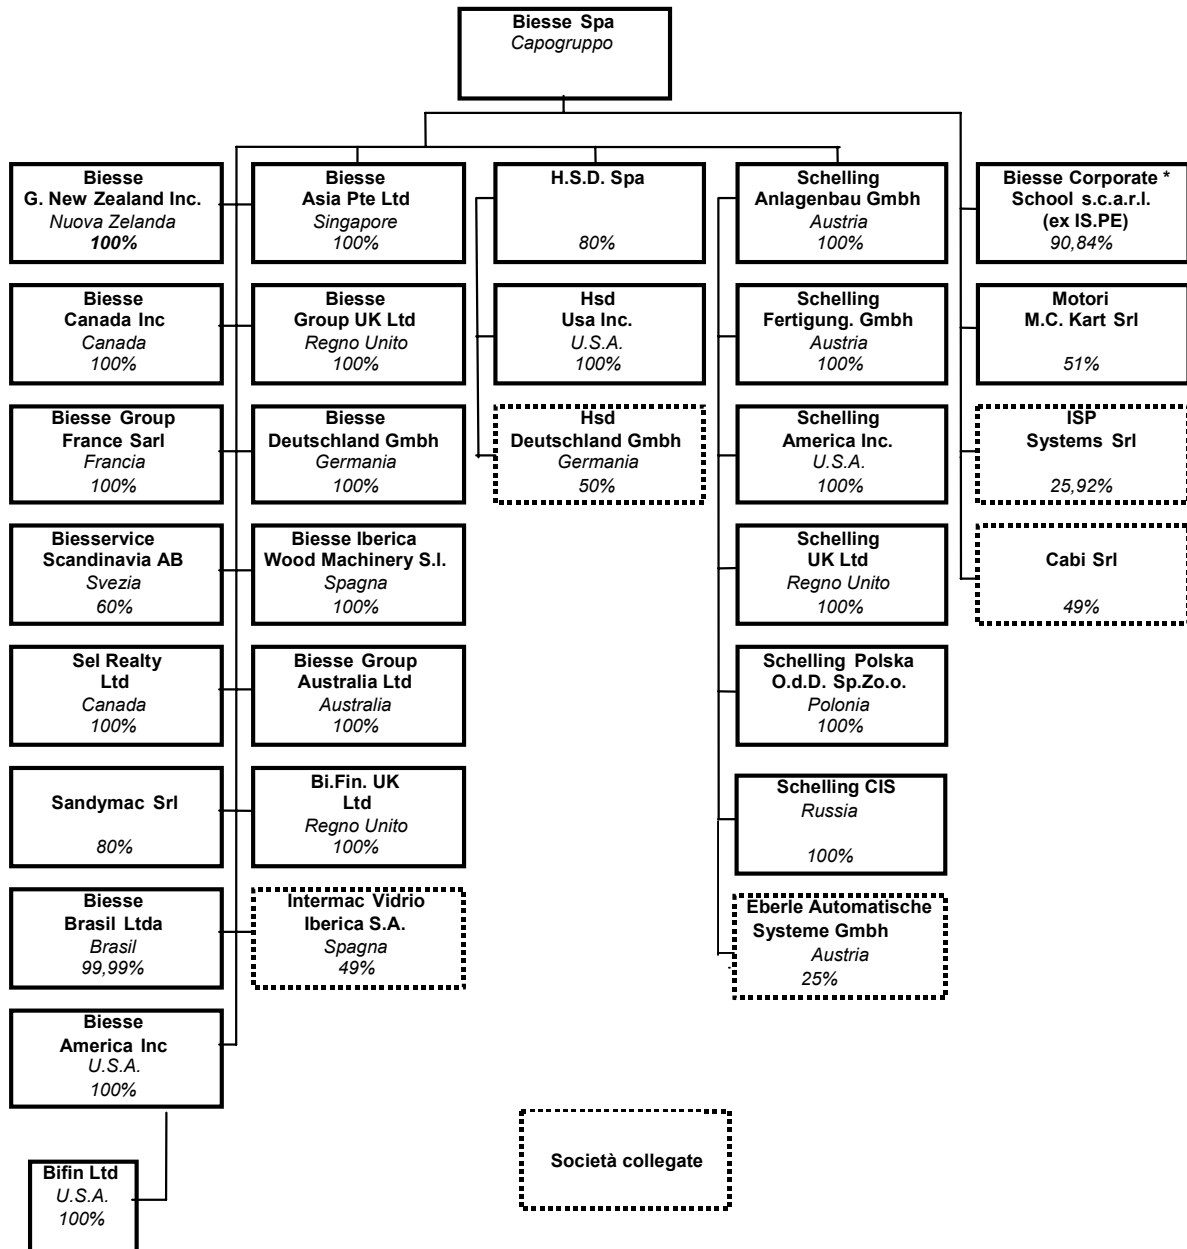 Biesse Spa
Capogruppo
Biesse
G. New Zealand Inc.
Nuova Zelanda
100%
Biesse
Asia Pte Ltd
Singapore
100%
H.S.D. Spa
80%
Schelling
Anlagenbau Gmbh
Austria
100%
Biesse Corporate *
School s.c.a.r.l.
(ex IS.PE)
90,84%
Biesse
Canada Inc
Canada
100%
Biesse
Group UK Ltd
Regno Unito
100%
Hsd
Usa Inc.
U.S.A.
100%
Schelling
Fertigung. Gmbh
Austria
100%
Motori
M.C. Kart Srl
51%
Biesse Group
France Sarl
Francia
100%
Biesse
Deutschland Gmbh
Germania
100%
Hsd
Deutschland Gmbh
Germania
50%
Schelling
America Inc.
U.S.A.
100%
ISP
Systems Srl
25,92%
Biesservice
Scandinavia AB
Svezia
60%
Biesse Iberica
Wood Machinery S.l.
Spagna
100%
Schelling
UK Ltd
Regno Unito
100%
Cabi Srl
49%
Sel Realty
Ltd
Canada
100%
Biesse Group
Australia Ltd
Australia
100%
Schelling Polska
O.d.D. Sp.Zo.o.
Polonia
100%
Sandymac Srl
80%
Bi.Fin. UK
Ltd
Regno Unito
100%
Schelling CIS
Russia
100%
Biesse
Brasil Ltda
Brasil
99,99%
Intermac Vidrio
Iberica S.A.
Spagna
49%
Eberle Automatische
Systeme Gmbh
Austria
25%
Biesse
America Inc
U.S.A.
100%
Bifin Ltd
U.S.A.
100%
Società collegate